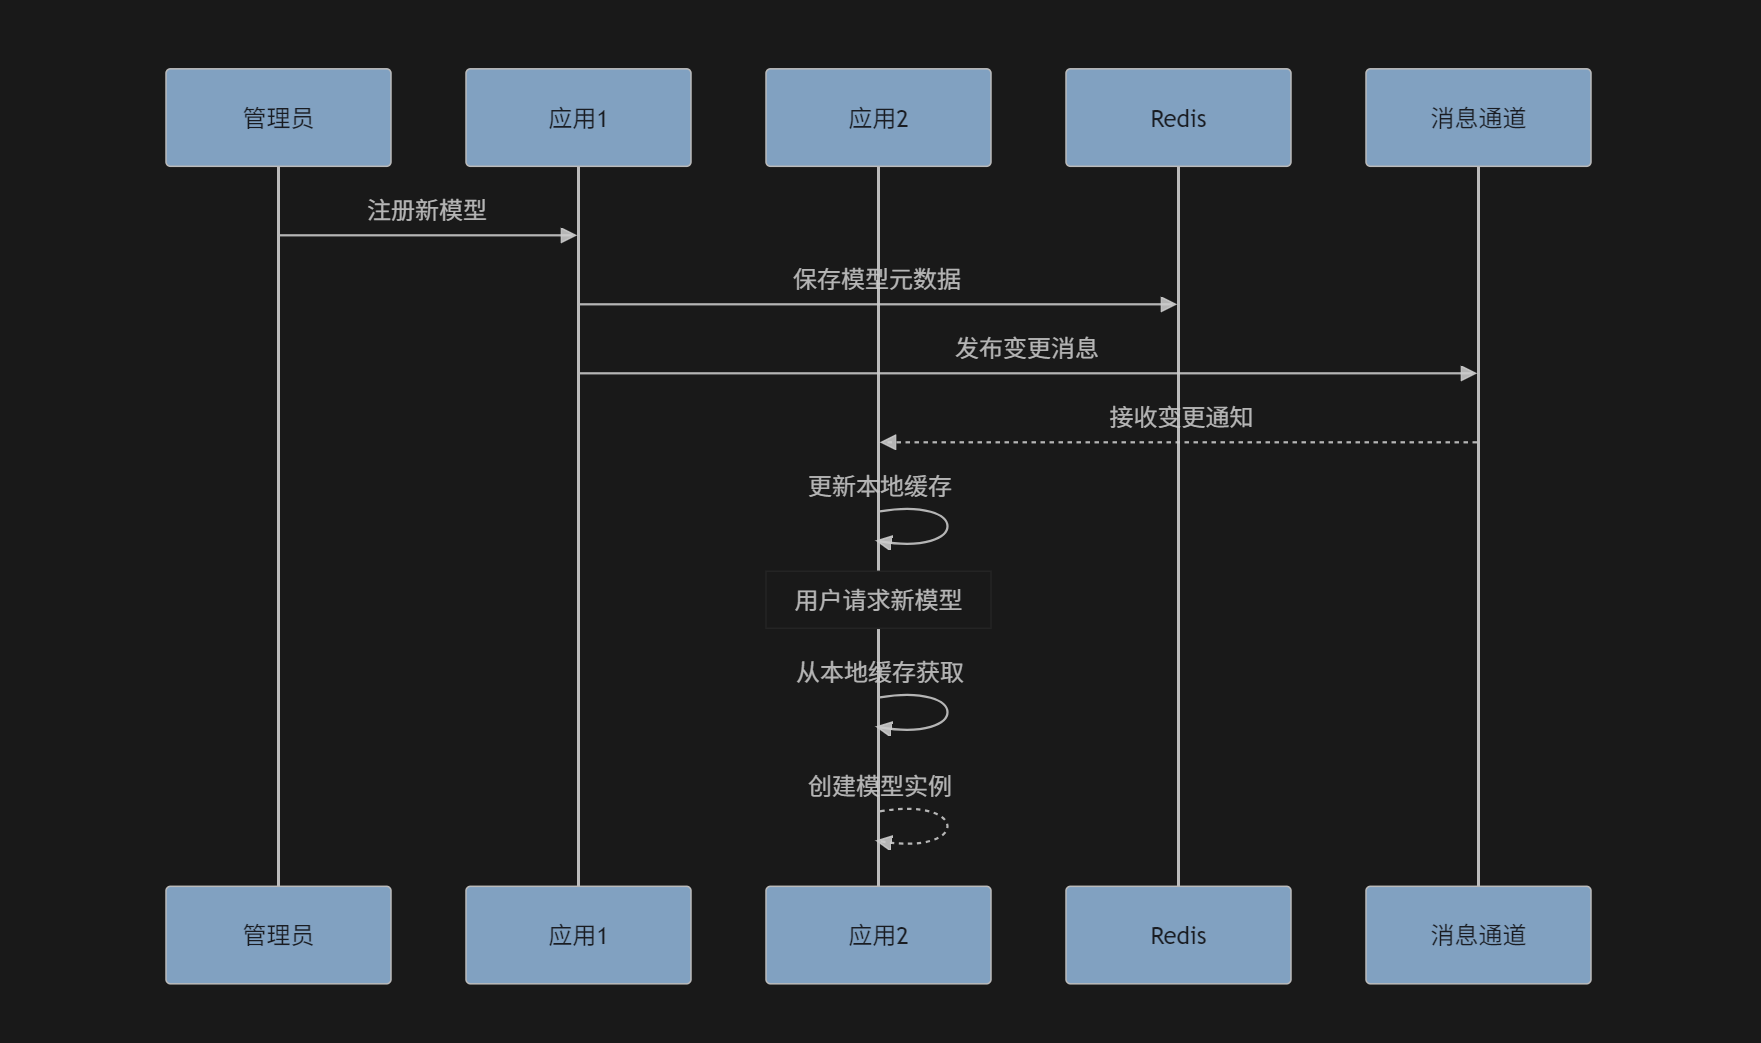 管理员
应用1
应用2
Redis
消息通道
注册新模型
保存模型元数据
发布变更消息
接收变更通知
更新本地缓存
用户请求新模型
从本地缓存获取
创建模型实例
管理员
应用1
应用2
Redis
消息通道